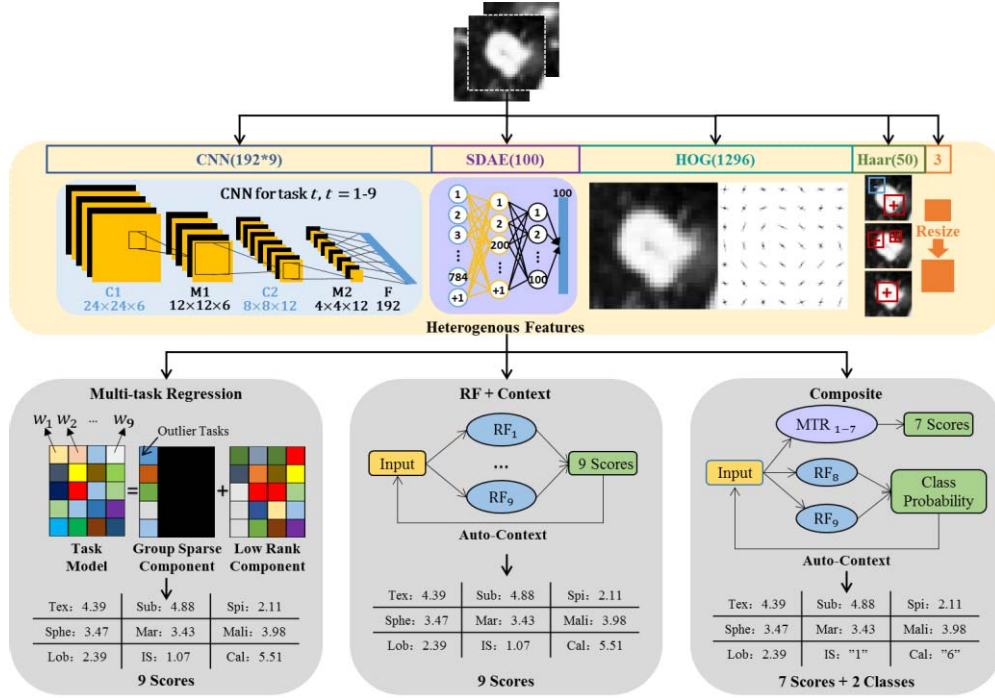 CNN(192*9)
SDAE(100)
HOG(1296)
Haar(50)
3
CNN for task t, t = 1-9
C1
24×24×6
M1
12×12×6
C2
8×8×12
M2
4×4×12
F
192
1
2
3
784
+1
1
2
200
+1
1
2
100
100
Resize
Heterogenous Features
Multi-task Regression
w1 w2 ... w9
Outlier Tasks
=
+
Task
Model
Group Sparse
Component
Low Rank
Component
Tex: 4.39 Sub: 4.88 Spi: 2.11
Sphe: 3.47 Mar: 3.43 Mali: 3.98
Lob: 2.39 IS: 1.07 Cal: 5.51
9 Scores
RF + Context
Input
RF1
...
RF9
9 Scores
Auto-Context
Tex: 4.39 Sub: 4.88 Spi: 2.11
Sphe: 3.47 Mar: 3.43 Mali: 3.98
Lob: 2.39 IS: 1.07 Cal: 5.51
9 Scores
Composite
MTR 1-7
7 Scores
Input
RF8
RF9
Class
Probability
Auto-Context
Tex: 4.39 Sub: 4.88 Spi: 2.11
Sphe: 3.47 Mar: 3.43 Mali: 3.98
Lob: 2.39 IS: "1" Cal: "6"
7 Scores + 2 Classes